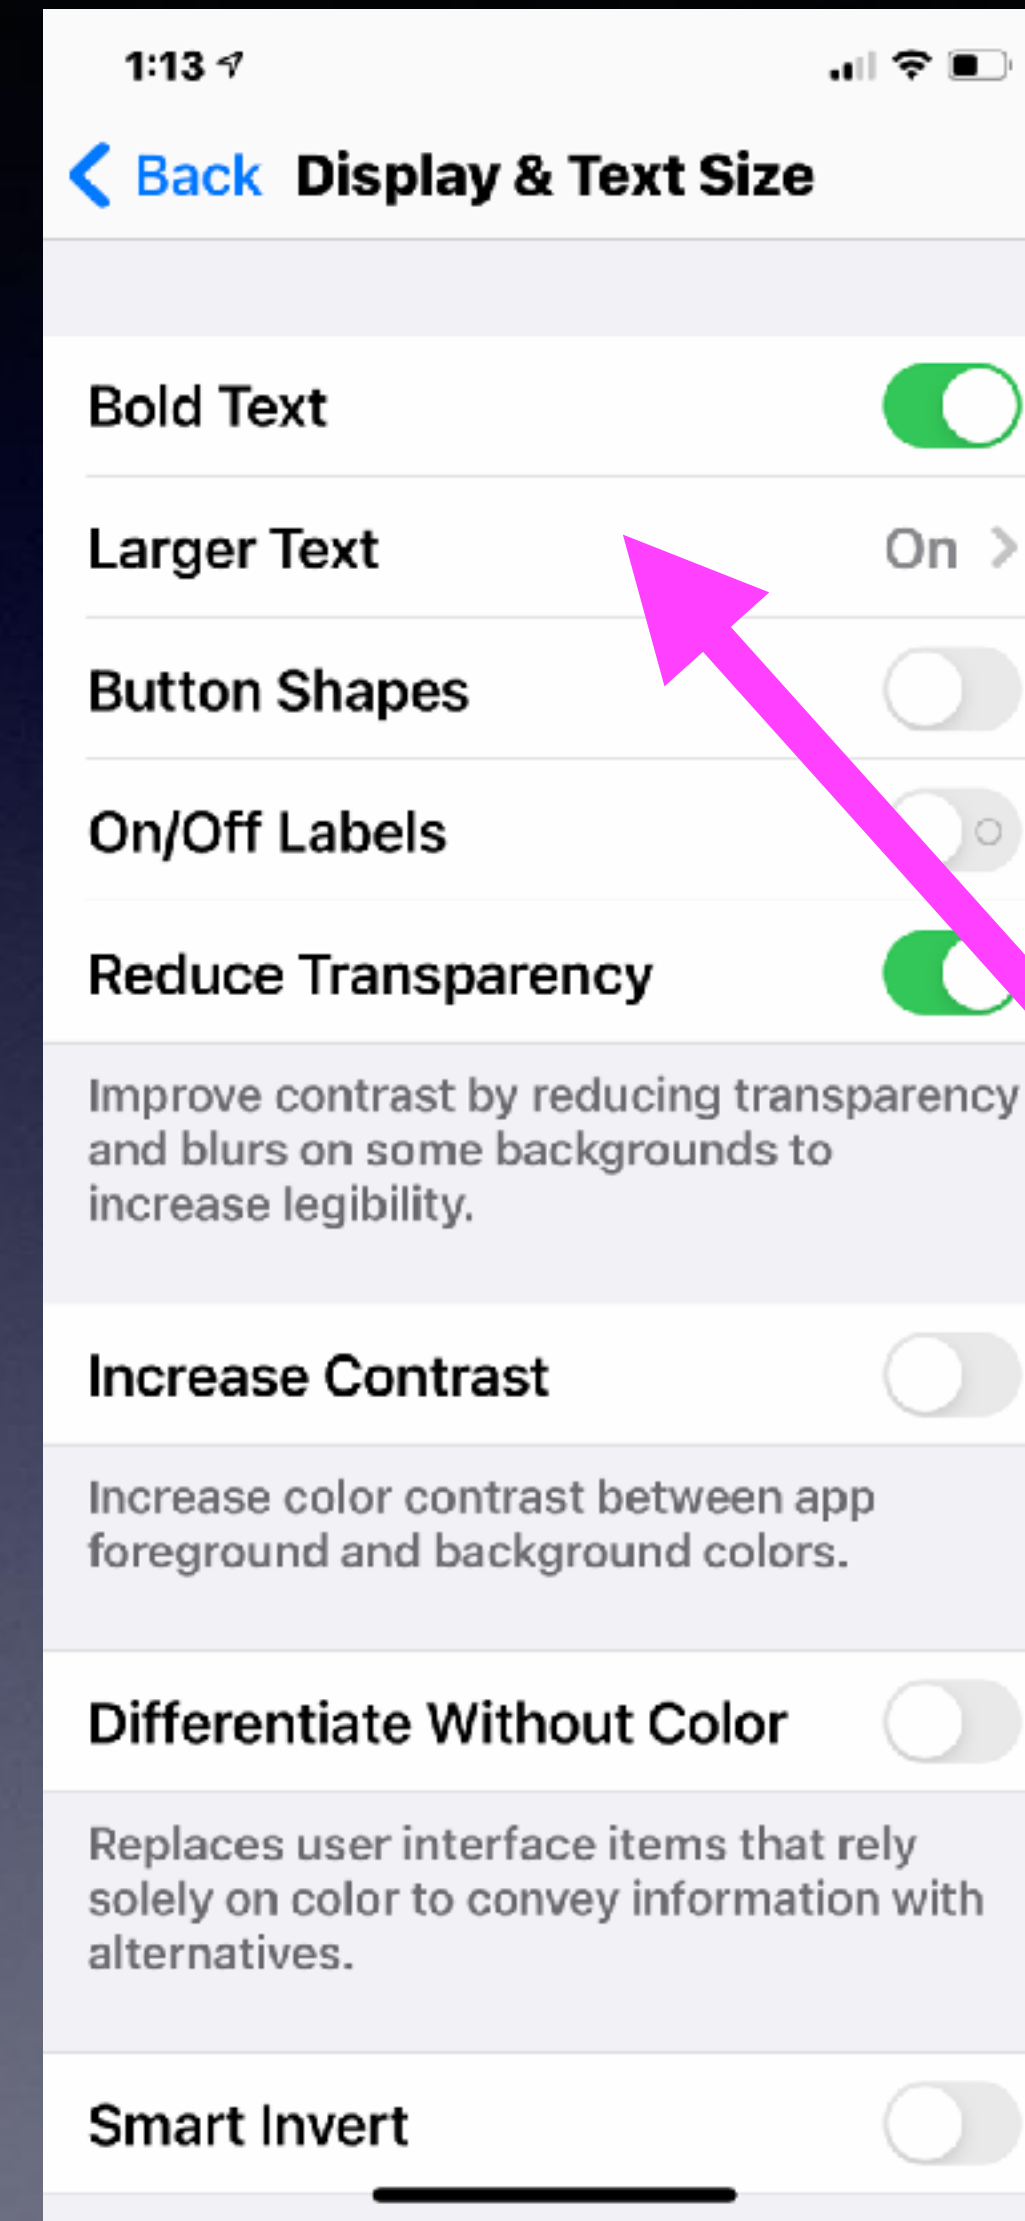 1:13
Back Display & Text Size
Bold Text
Larger Text On
Button Shapes
On/Off Labels
Reduce Transparency
Improve contrast by reducing transparency
and blurs on some backgrounds to
increase legibility.
Increase Contrast
Increase color contrast between app
foreground and background colors.
Differentiate Without Color
Replaces user interface items that rely
solely on color to convey information with
alternatives.
Smart Invert